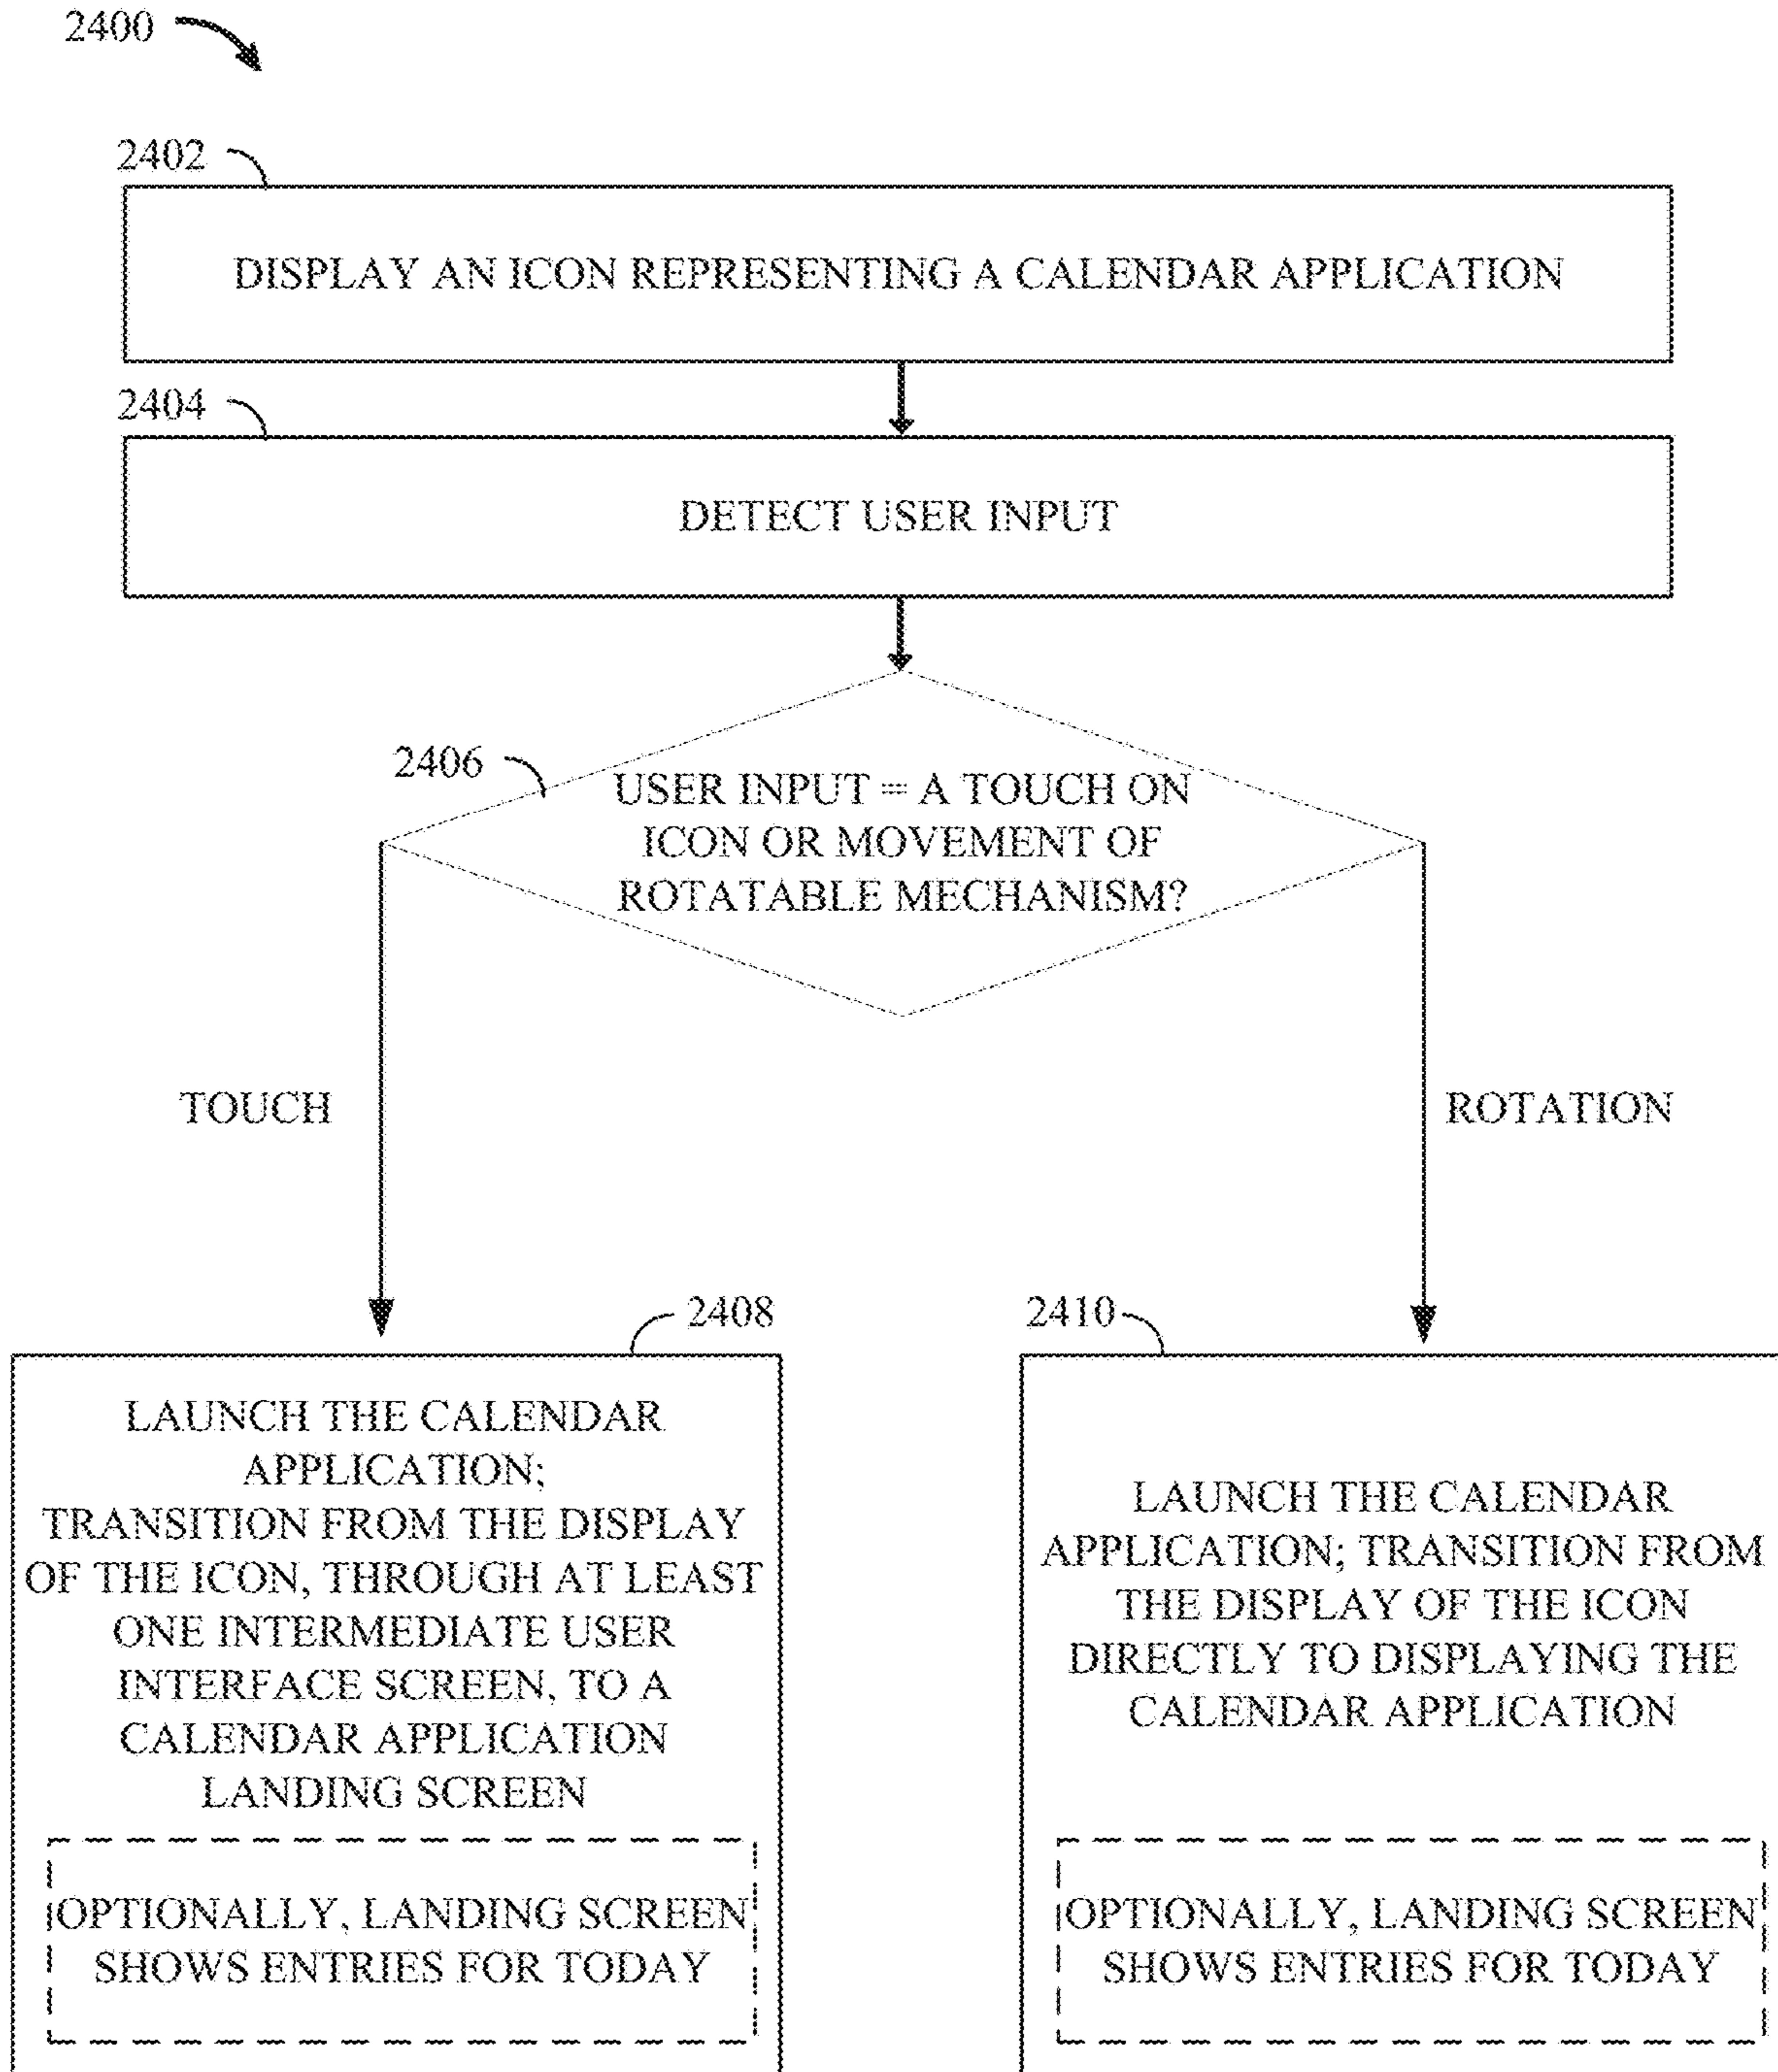 2400
2402
DISPLAY AN ICON REPRESENTING A CALENDAR APPLICATION
2404
DETECT USER INPUT
2406
USER INPUT = A TOUCH ON
ICON OR MOVEMENT OF
ROTATABLE MECHANISM?
TOUCH
ROTATION
2408
LAUNCH THE CALENDAR
APPLICATION;
TRANSITION FROM THE DISPLAY
OF THE ICON, THROUGH AT LEAST
ONE INTERMEDIATE USER
INTERFACE SCREEN, TO A
CALENDAR APPLICATION
LANDING SCREEN
OPTIONALLY, LANDING SCREEN
SHOWS ENTRIES FOR TODAY
2410
LAUNCH THE CALENDAR
APPLICATION; TRANSITION FROM
THE DISPLAY OF THE ICON
DIRECTLY TO DISPLAYING THE
CALENDAR APPLICATION
OPTIONALLY, LANDING SCREEN
SHOWS ENTRIES FOR TODAY